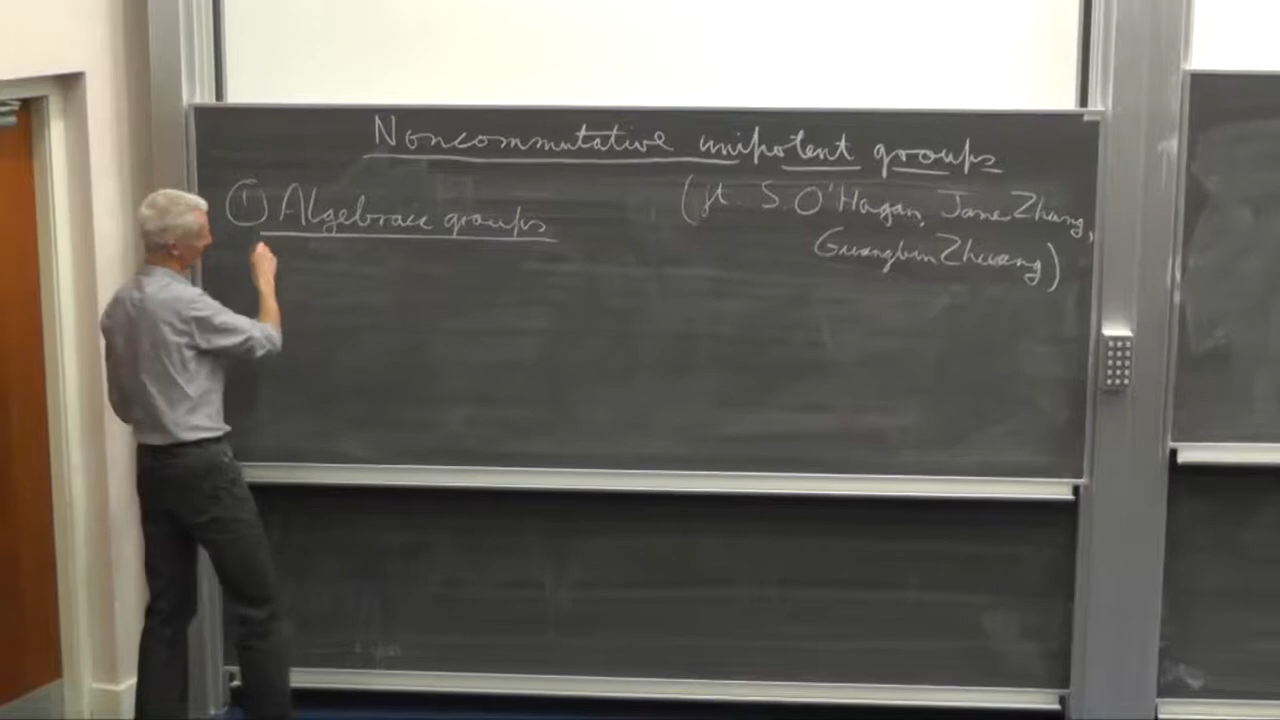 Noncommutative unipotent groups
(jt. S. O'Hagan, Jane Zhang,
Guangbin Zhuang)
① Algebraic groups